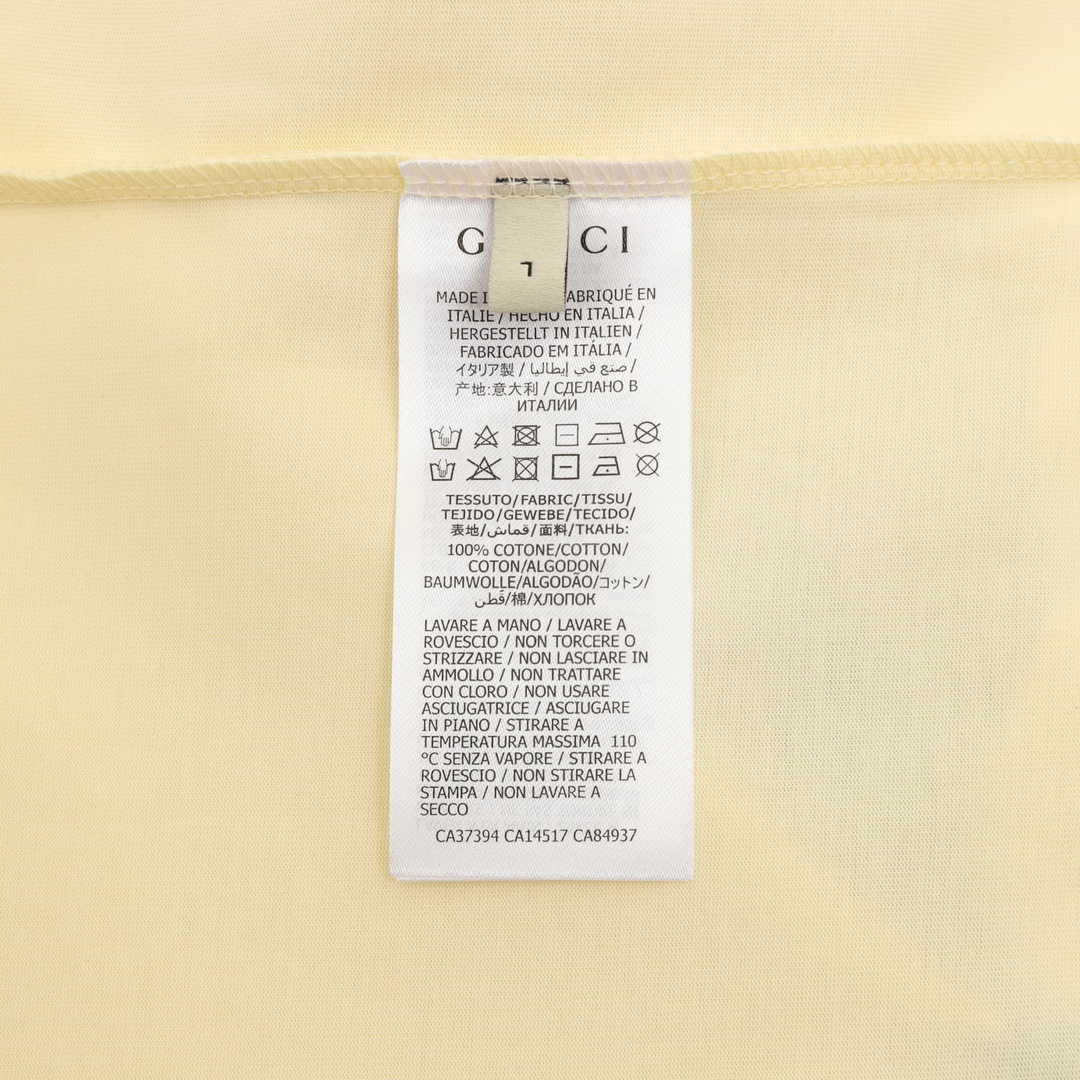 G CI
L
MADE I ABRIQUÉ EN
ITALIE / HECHO EN ITALIA /
HERGESTELLT IN ITALIEN /
FABRICADO EM ITÁLIA /
イタリア製 / صنع في إيطاليا /
产地:意大利 / СДЕЛАНО В
ИТАЛИИ
TESSUTO/FABRIC/TISSU/
TEJIDO/GEWEBE/TECIDO/
表地/قماش/面料/ТКАНЬ:
100% COTONE/COTTON/
COTON/ALGODON/
BAUMWOLLE/ALGODÃO/コットン/
قطن/棉/ХЛОПОК
LAVARE A MANO / LAVARE A
ROVESCIO / NON TORCERE O
STRIZZARE / NON LASCIARE IN
AMMOLLO / NON TRATTARE
CON CLORO / NON USARE
ASCIUGATRICE / ASCIUGARE
IN PIANO / STIRARE A
TEMPERATURA MASSIMA 110
°C SENZA VAPORE / STIRARE A
ROVESCIO / NON STIRARE LA
STAMPA / NON LAVARE A
SECCO
CA37394 CA14517 CA84937